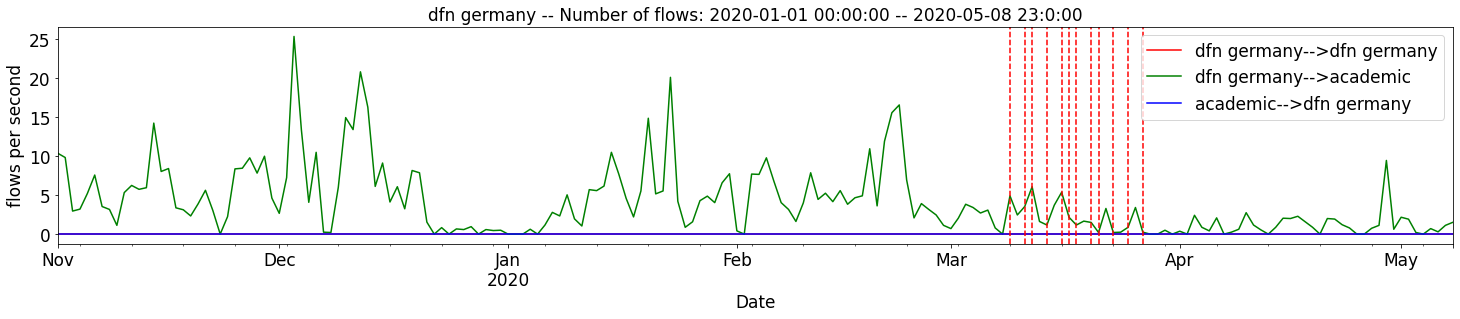 dfn germany -- Number of flows: 2020-01-01 00:00:00 -- 2020-05-08 23:0:00
flows per second
25
20
15
10
5
0
dfn germany-->dfn germany
dfn germany-->academic
academic-->dfn germany
Nov Dec Jan Feb Mar Apr May
2020
Date